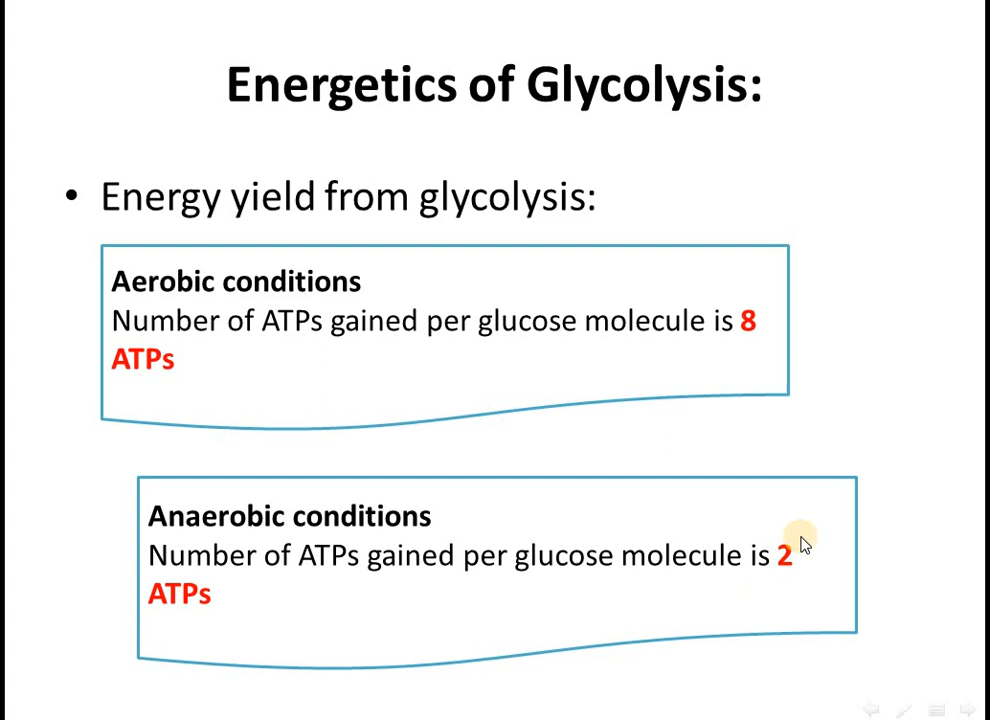 Energetics of Glycolysis:
• Energy yield from glycolysis:
Aerobic conditions
Number of ATPs gained per glucose molecule is 8
ATPs
Anaerobic conditions
Number of ATPs gained per glucose molecule is 2
ATPs